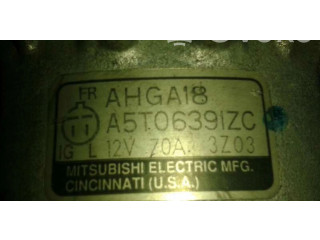 FR AHGA18
A5T06391ZC
IG L 12V 70A. 3Z03
MITSUBISHI ELECTRIC MFG.
CINCINNATI (U.S.A.)